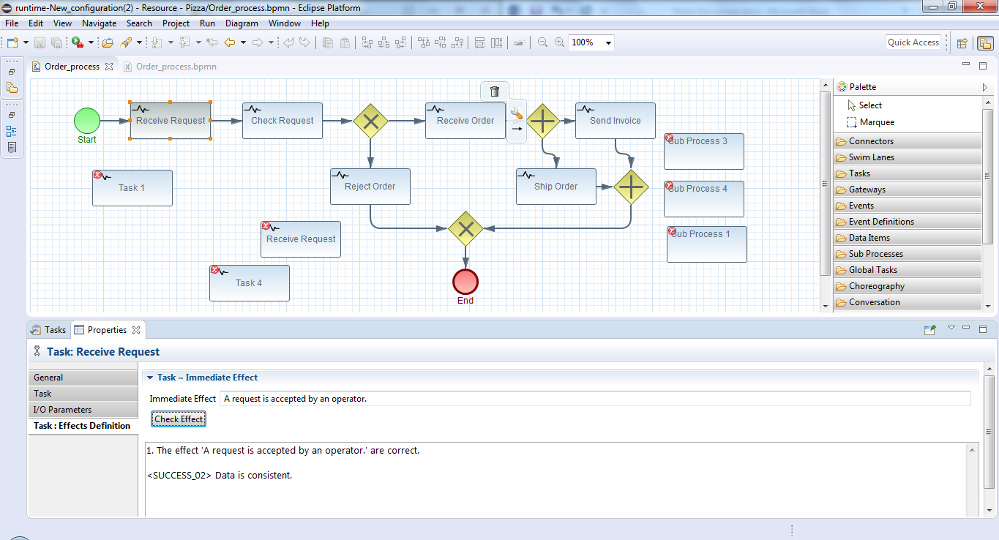 runtime-New_configuration(2) - Resource - Pizza/Order_process.bpmn - Eclipse Platform
File Edit View Navigate Search Project Run Diagram Window Help
100%
Quick Access
Order_process
Order_process.bpmn
Palette
Select
Marquee
Connectors
Swim Lanes
Tasks
Gateways
Events
Event Definitions
Data Items
Sub Processes
Global Tasks
Choreography
Conversation
Start
Receive Request
Check Request
Receive Order
Send Invoice
Sub Process 3
Task 1
Reject Order
Ship Order
Sub Process 4
Receive Request
Sub Process 1
Task 4
End
Tasks
Properties
Task: Receive Request
General
Task
I/O Parameters
Task : Effects Definition
Task ~ Immediate Effect
Immediate Effect
A request is accepted by an operator.
Check Effect
1. The effect 'A request is accepted by an operator.' are correct.
<SUCCESS_02> Data is consistent.